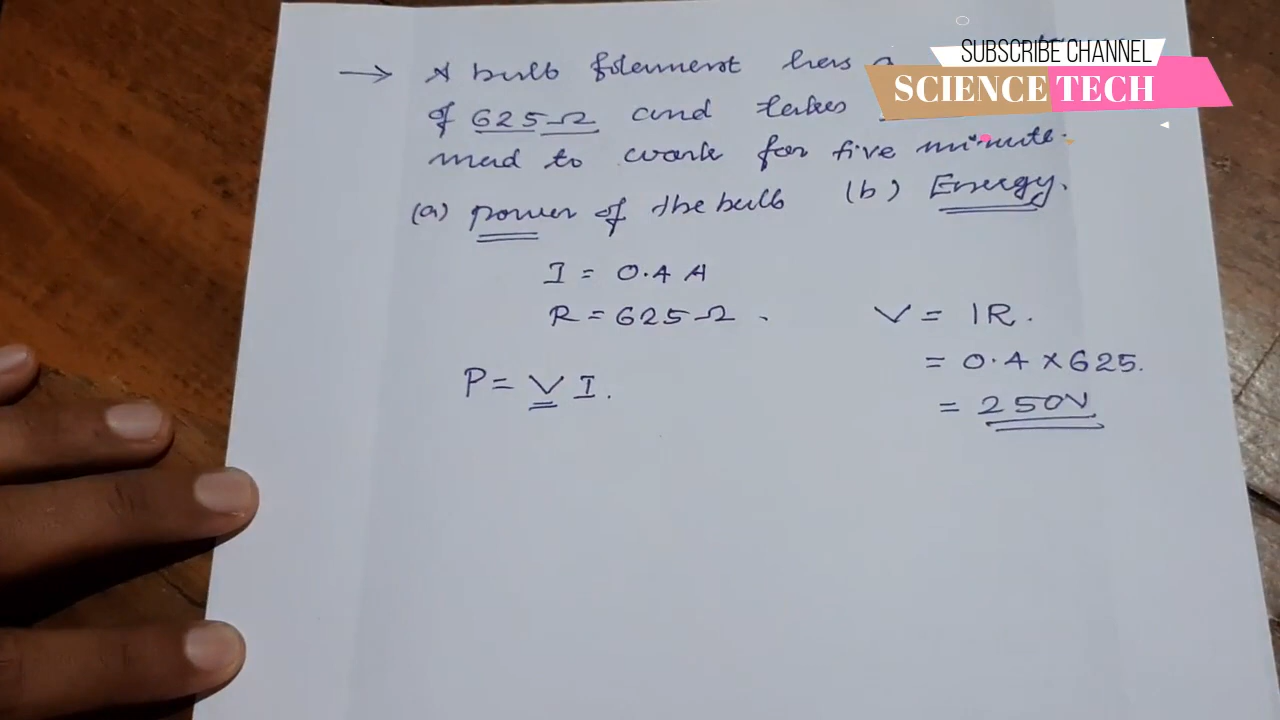 SUBSCRIBE CHANNEL
SCIENCE TECH
→ A bulb filement has a
of 625Ω and takes
mad to work for five minute.
(a) power of the bulb (b) Energy.
I = 0.4 A
R = 625Ω.
V = IR.
= 0.4 × 625.
= 250V
P = V I.